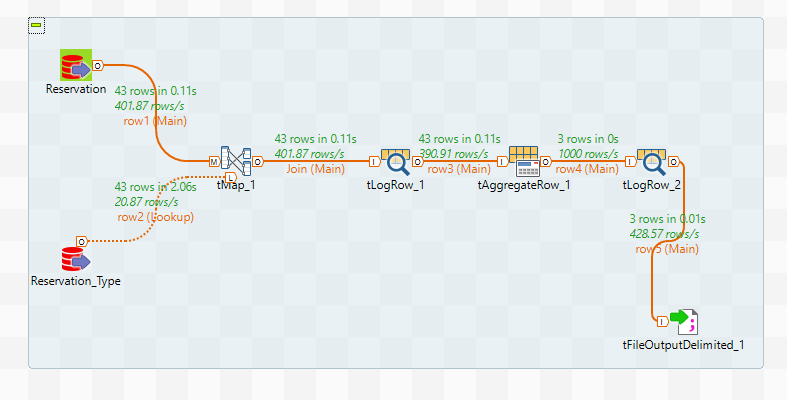 Reservation
O
43 rows in 0.11s
401.87 rows/s
row1 (Main)
M
O
L
tMap_1
43 rows in 2.06s
20.87 rows/s
row2 (Lookup)
O
Reservation_Type
43 rows in 0.11s
401.87 rows/s
Join (Main)
I
O
tLogRow_1
43 rows in 0.11s
390.91 rows/s
row3 (Main)
I
O
tAggregateRow_1
3 rows in 0s
1000 rows/s
row4 (Main)
I
O
tLogRow_2
3 rows in 0.01s
428.57 rows/s
row5 (Main)
I
tFileOutputDelimited_1